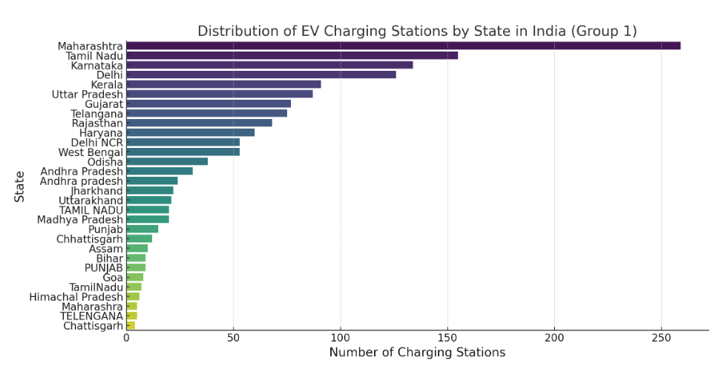 Distribution of EV Charging Stations by State in India (Group 1)
Maharashtra
Tamil Nadu
Karnataka
Delhi
Kerala
Uttar Pradesh
Gujarat
Telangana
Rajasthan
Haryana
Delhi NCR
West Bengal
Odisha
Andhra Pradesh
Andhra pradesh
Jharkhand
Uttarakhand
TAMIL NADU
Madhya Pradesh
Punjab
Chhattisgarh
Assam
Bihar
PUNJAB
Goa
TamilNadu
Himachal Pradesh
Maharashra
TELENGANA
Chattisgarh
State
0 50 100 150 200 250
Number of Charging Stations